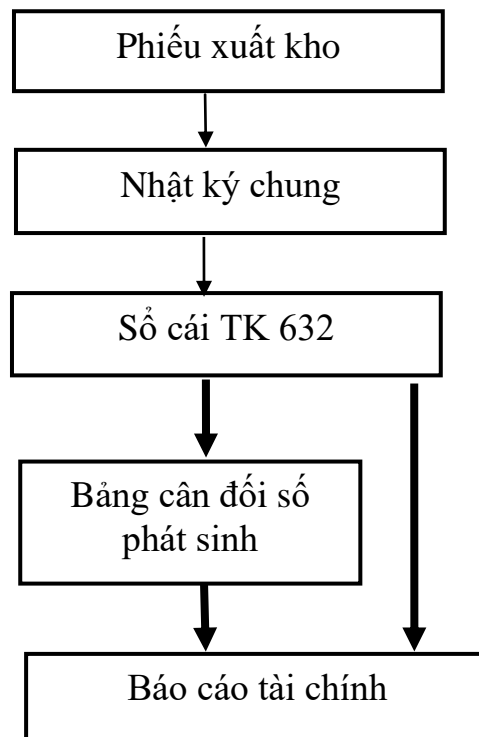 Phiếu xuất kho
Nhật ký chung
Sổ cái TK 632
Bảng cân đối số
phát sinh
Báo cáo tài chính